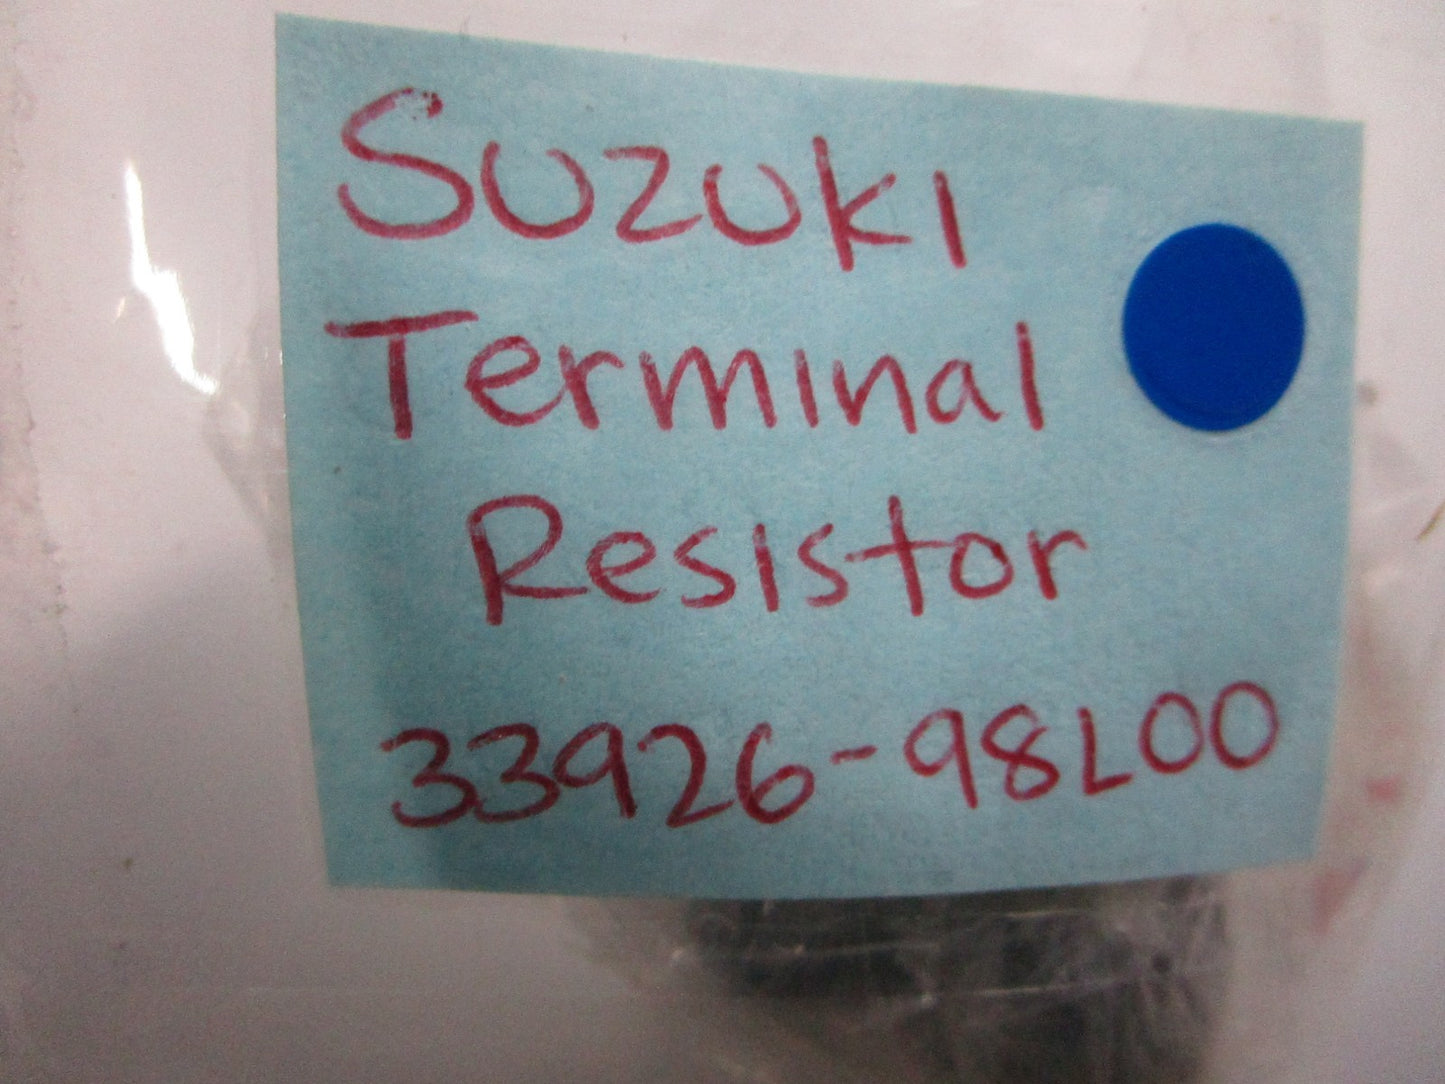 Suzuki
Terminal
Resistor
33926-98L00